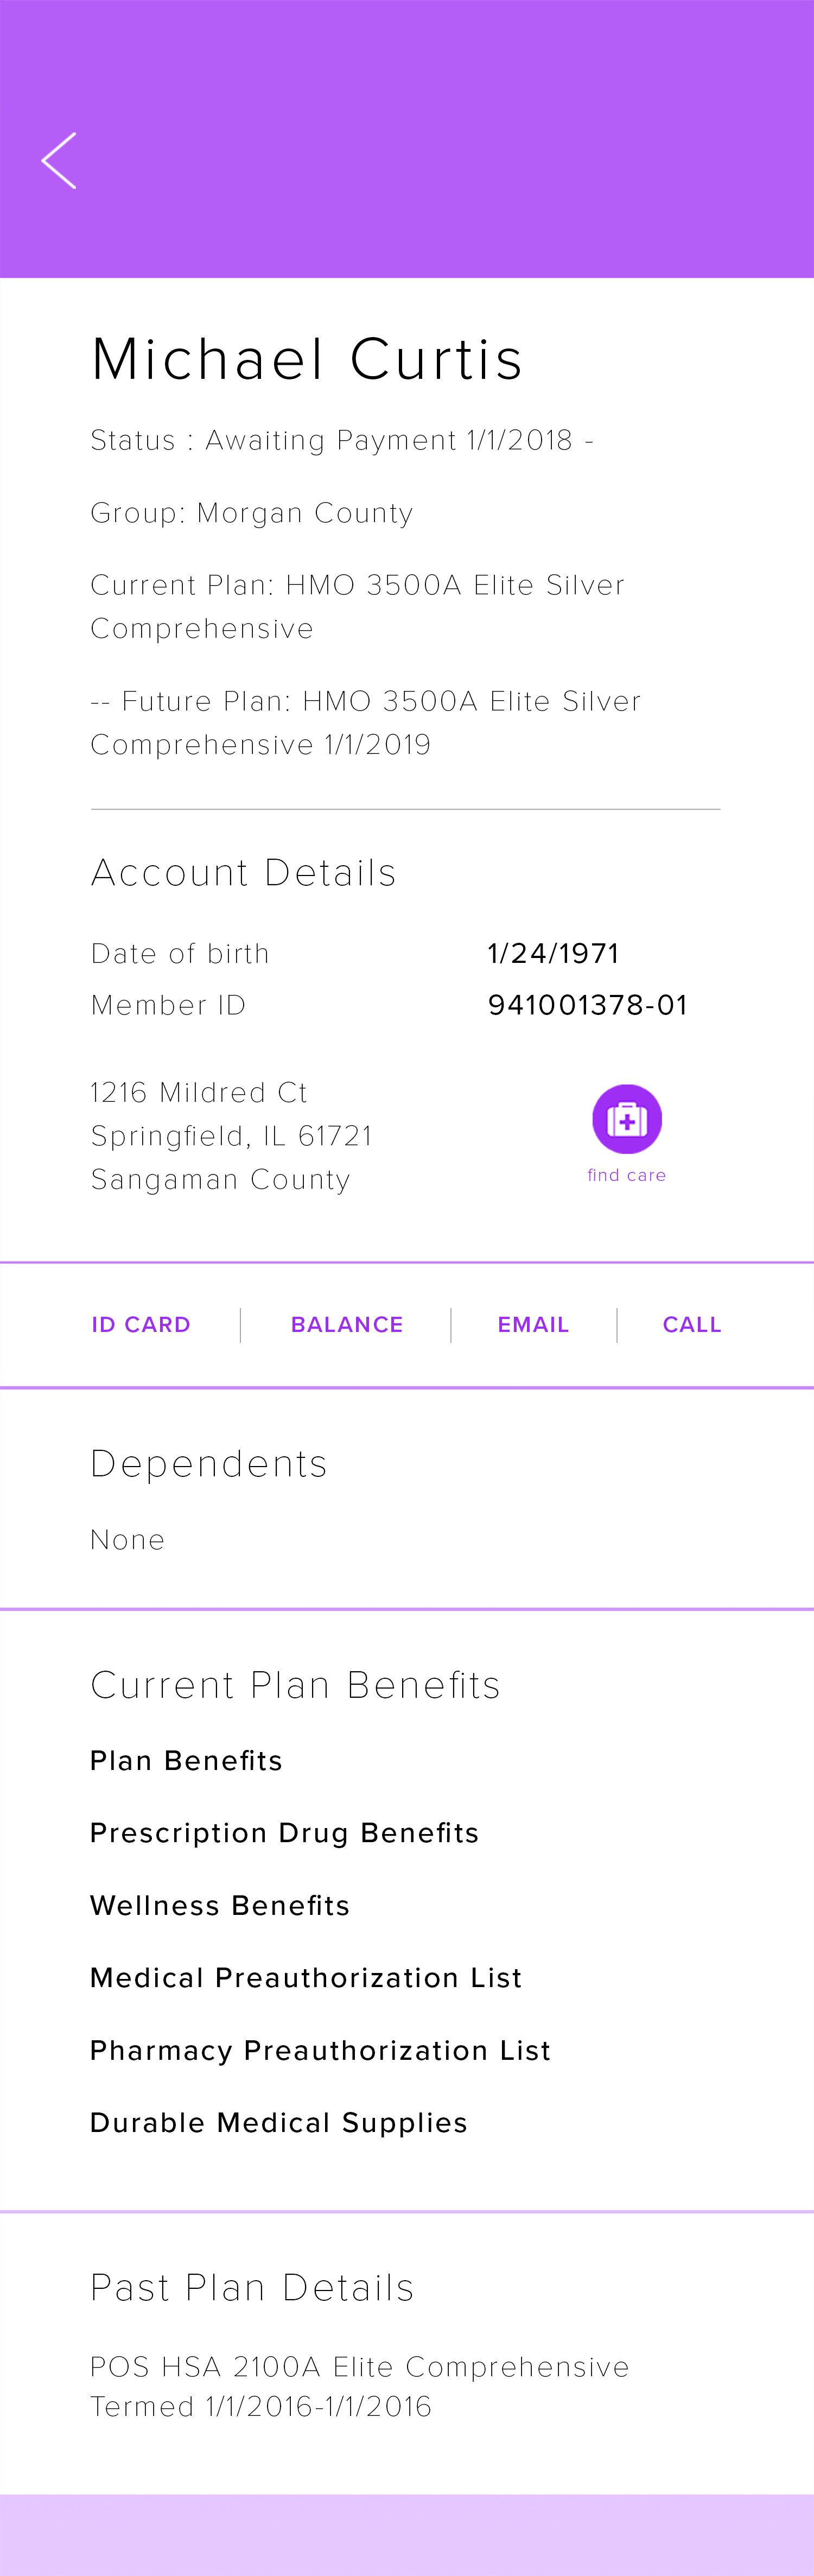 Michael Curtis
Status : Awaiting Payment 1/1/2018 -
Group: Morgan County
Current Plan: HMO 3500A Elite Silver
Comprehensive
-- Future Plan: HMO 3500A Elite Silver
Comprehensive 1/1/2019
Account Details
Date of birth 1/24/1971
Member ID 941001378-01
1216 Mildred Ct
Springfield, IL 61721
Sangaman County
find care
ID CARD BALANCE EMAIL CALL
Dependents
None
Current Plan Benefits
Plan Benefits
Prescription Drug Benefits
Wellness Benefits
Medical Preauthorization List
Pharmacy Preauthorization List
Durable Medical Supplies
Past Plan Details
POS HSA 2100A Elite Comprehensive
Termed 1/1/2016-1/1/2016